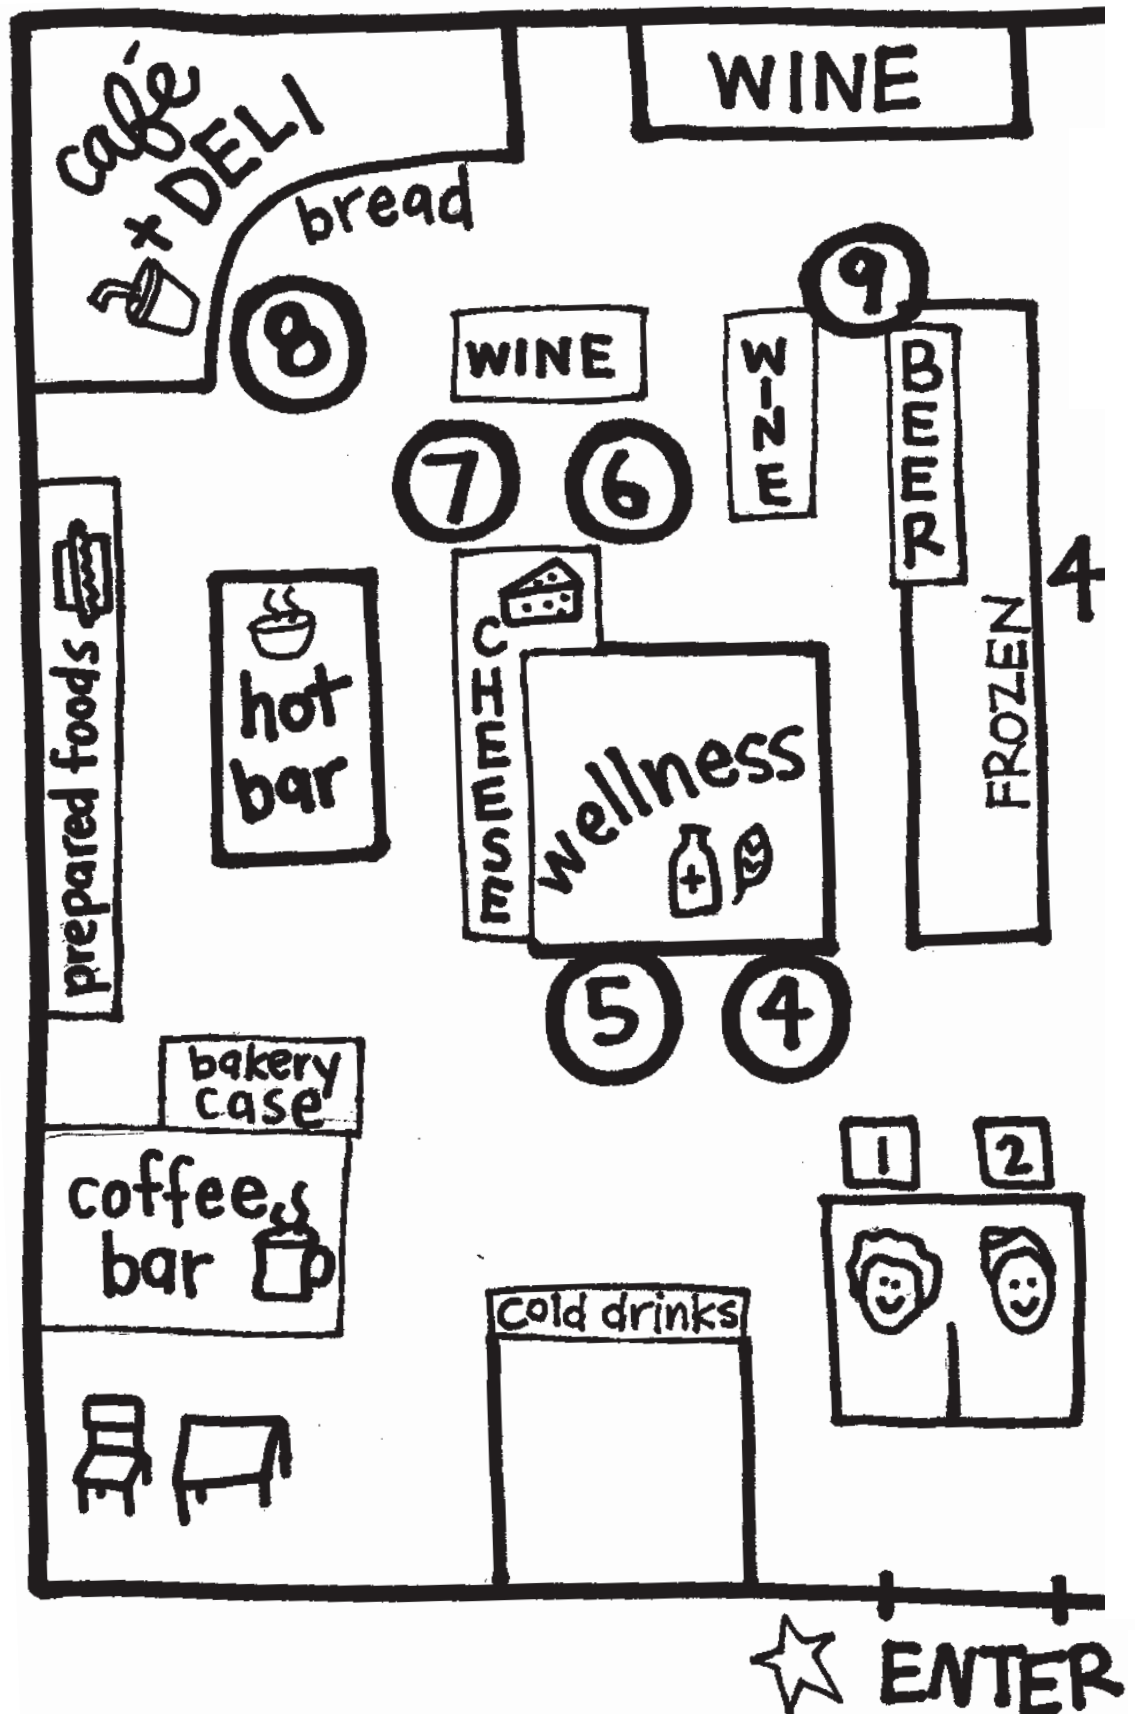 café
+ DELI
bread
WINE
8
9
WINE
WINE
BEER
FROZEN
4
7
6
prepared foods
hot
bar
CHEESE
wellness
5
4
bakery
case
coffee
bar
1
2
cold drinks
ENTER